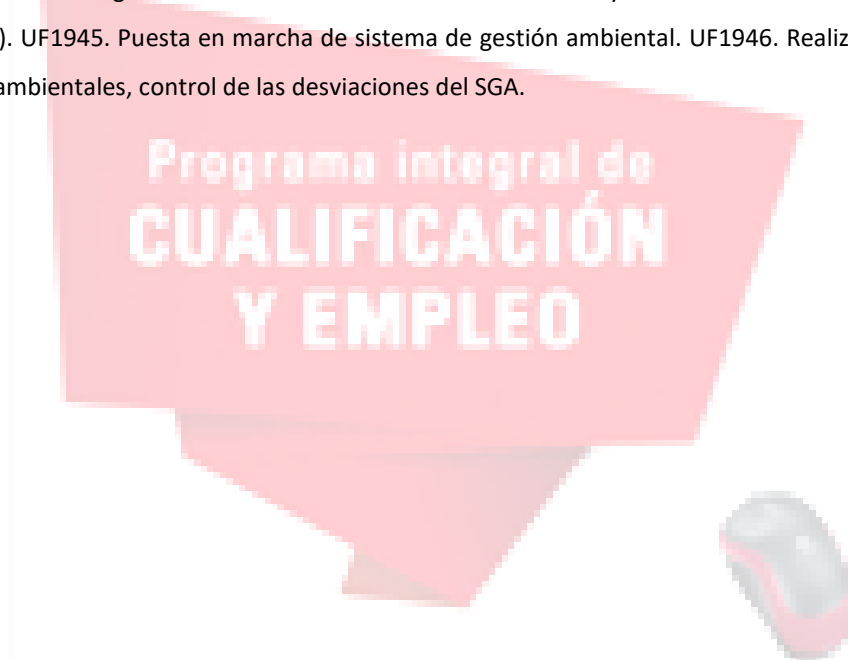 ). UF1945. Puesta en marcha de sistema de gestión ambiental. UF1946. Realiz
ambientales, control de las desviaciones del SGA.
Programa integral de
CUALIFICACIÓN
Y EMPLEO